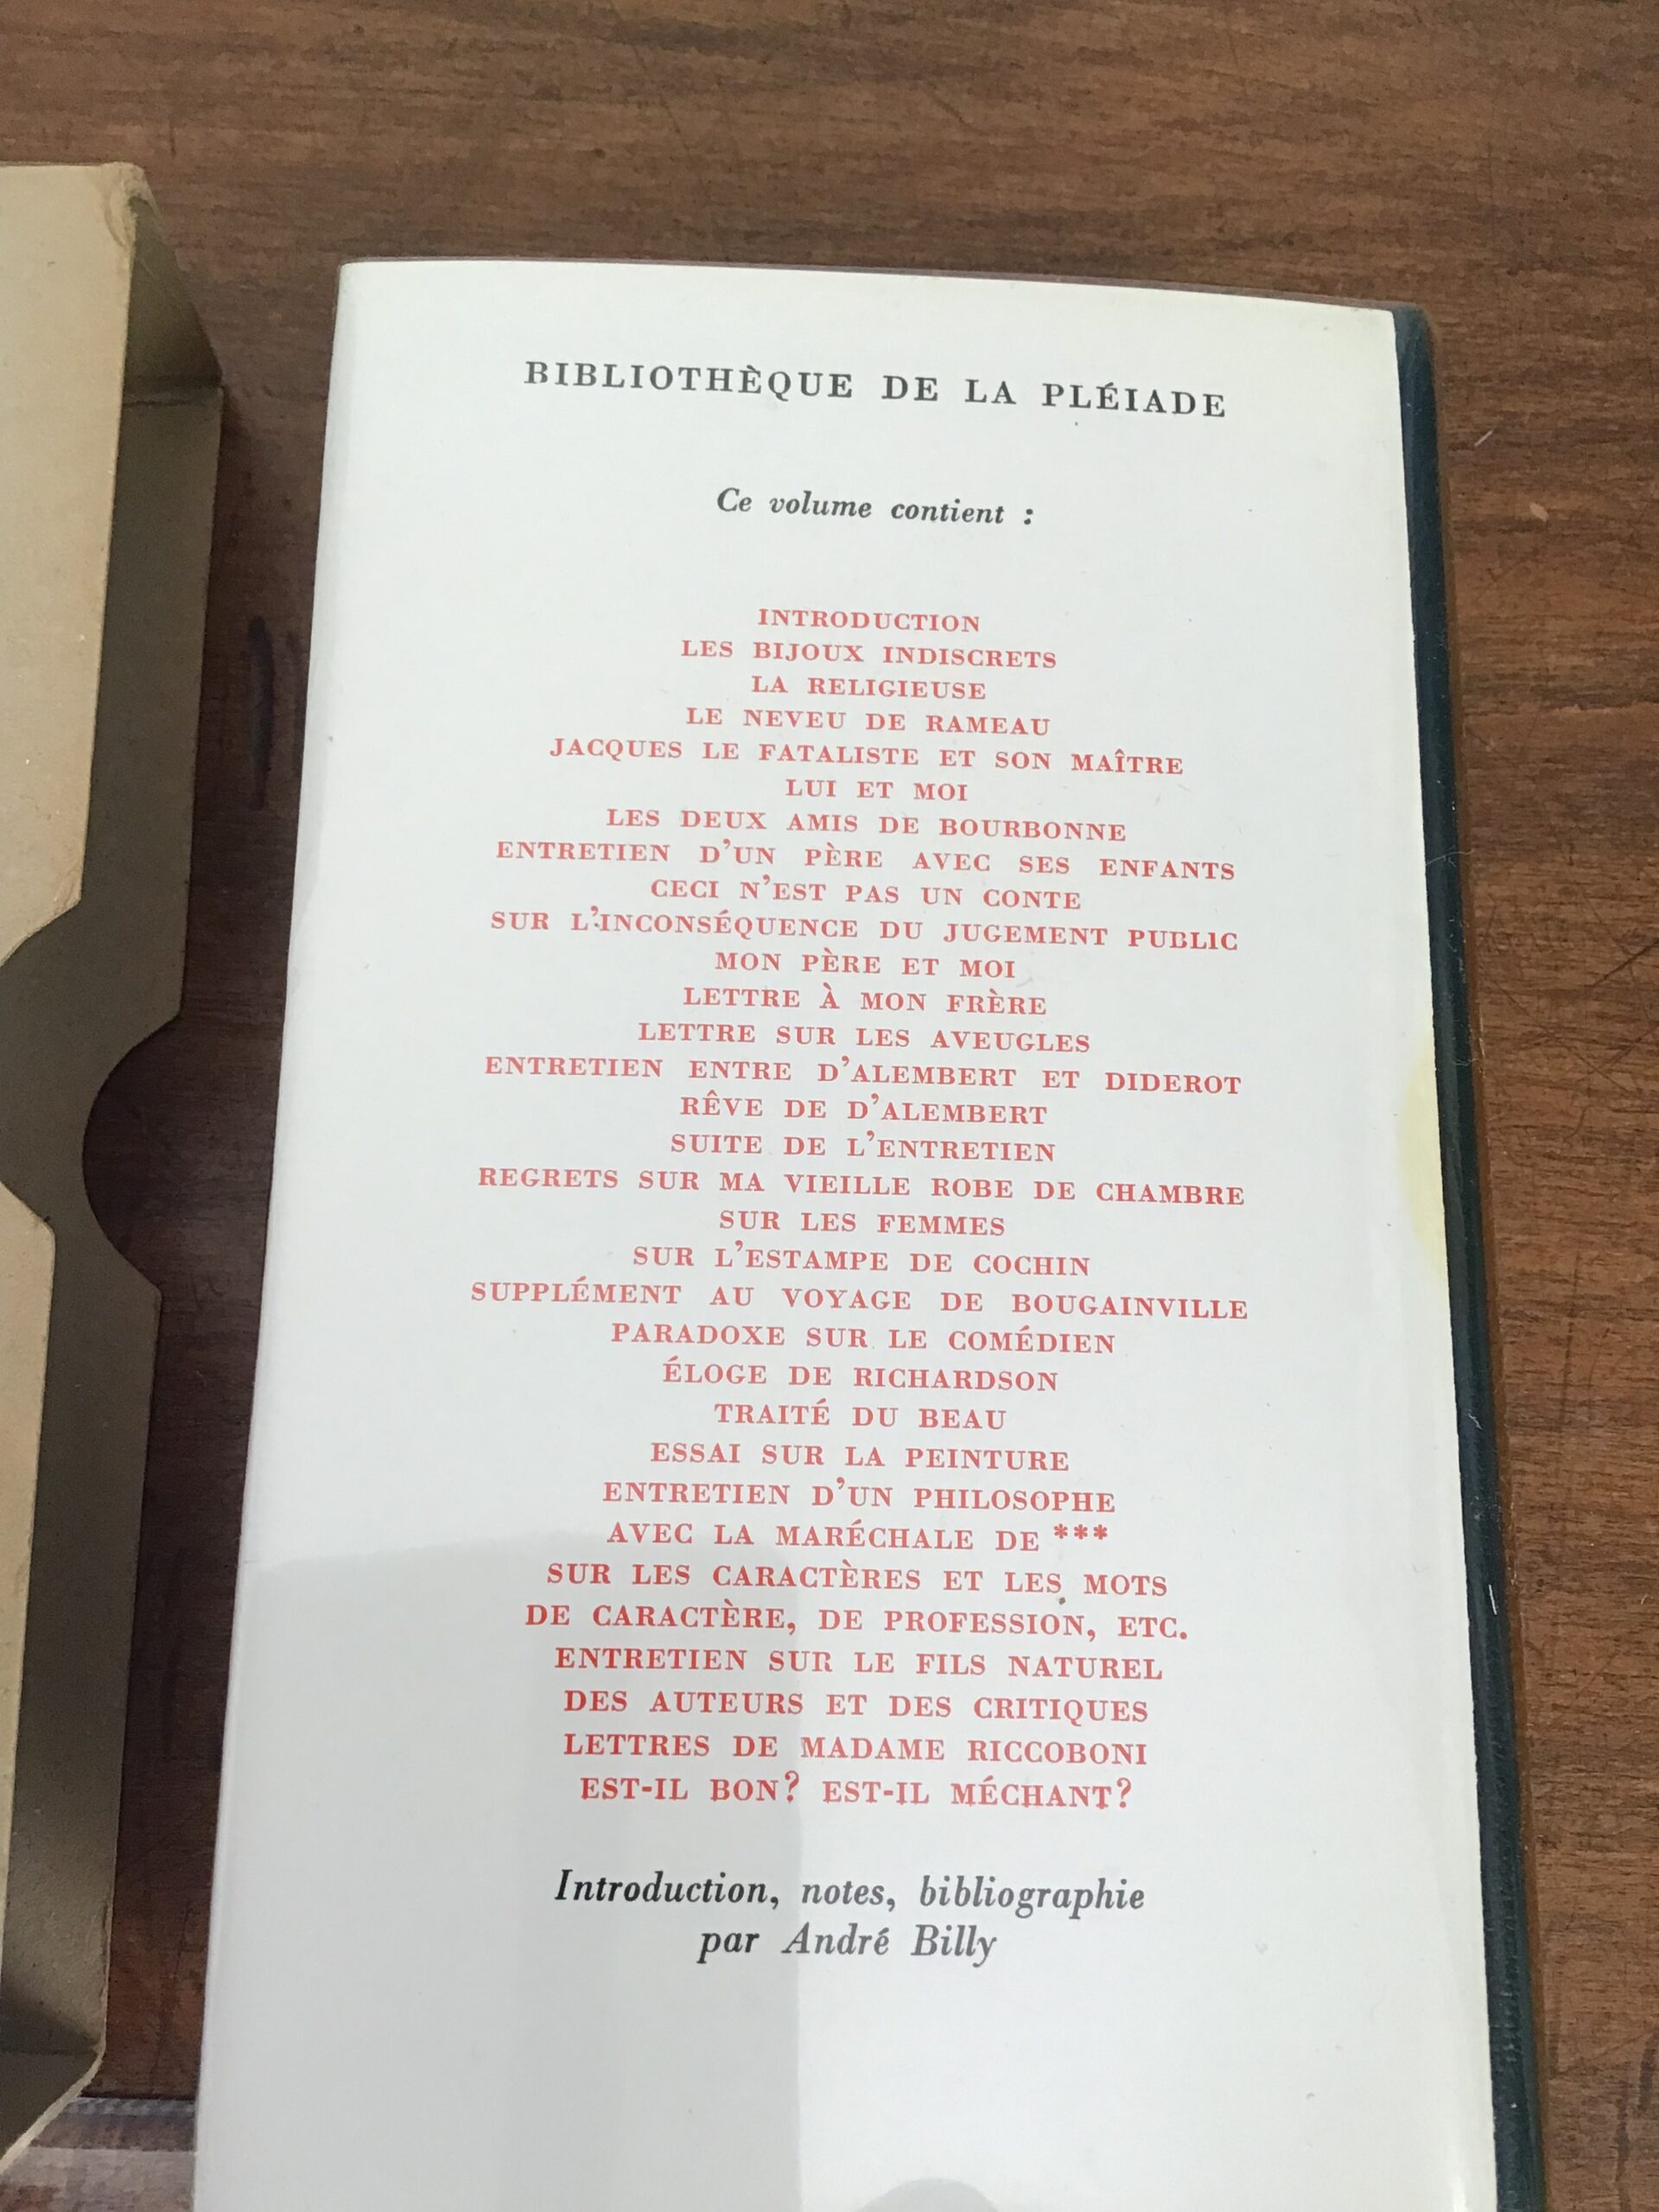 BIBLIOTHÈQUE DE LA PLÉIADE
Ce volume contient :
INTRODUCTION
LES BIJOUX INDISCRETS
LA RELIGIEUSE
LE NEVEU DE RAMEAU
JACQUES LE FATALISTE ET SON MAÎTRE
LUI ET MOI
LES DEUX AMIS DE BOURBONNE
ENTRETIEN D'UN PÈRE AVEC SES ENFANTS
CECI N'EST PAS UN CONTE
SUR L'INCONSÉQUENCE DU JUGEMENT PUBLIC
MON PÈRE ET MOI
LETTRE À MON FRÈRE
LETTRE SUR LES AVEUGLES
ENTRETIEN ENTRE D'ALEMBERT ET DIDEROT
RÊVE DE D'ALEMBERT
SUITE DE L'ENTRETIEN
REGRETS SUR MA VIEILLE ROBE DE CHAMBRE
SUR LES FEMMES
SUR L'ESTAMPE DE COCHIN
SUPPLÉMENT AU VOYAGE DE BOUGAINVILLE
PARADOXE SUR LE COMÉDIEN
ÉLOGE DE RICHARDSON
TRAITÉ DU BEAU
ESSAI SUR LA PEINTURE
ENTRETIEN D'UN PHILOSOPHE
AVEC LA MARÉCHALE DE ***
SUR LES CARACTÈRES ET LES MOTS
DE CARACTÈRE, DE PROFESSION, ETC.
ENTRETIEN SUR LE FILS NATUREL
DES AUTEURS ET DES CRITIQUES
LETTRES DE MADAME RICCOBONI
EST-IL BON? EST-IL MÉCHANT?
Introduction, notes, bibliographie
par André Billy